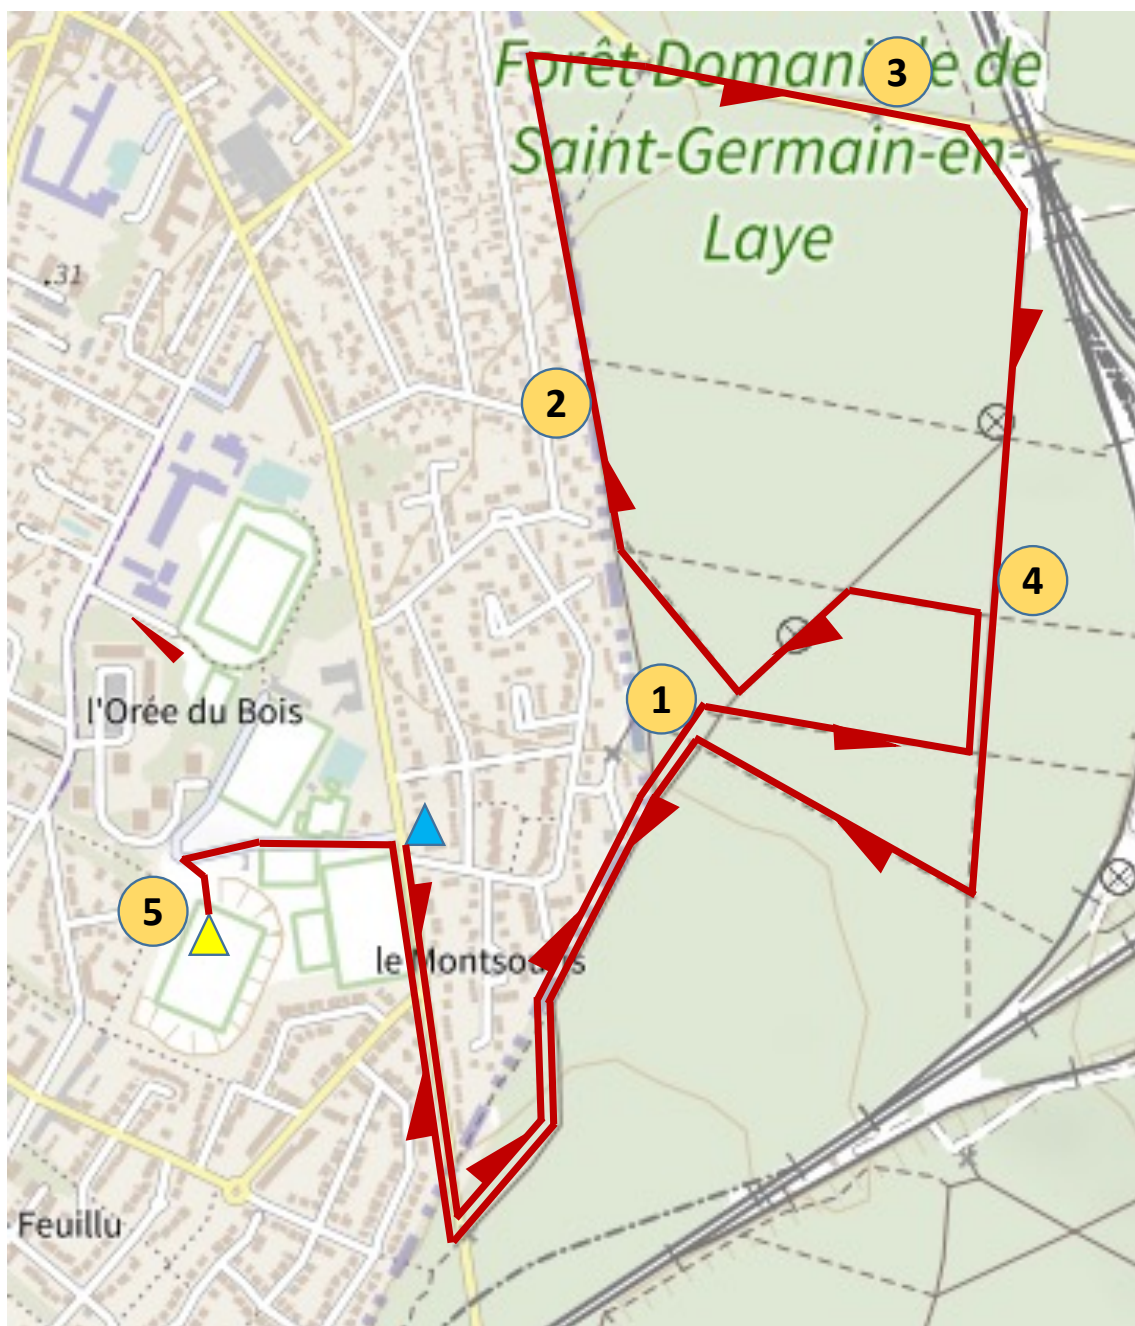 Forêt Domaniale de
3
Saint-Germain-en-
Laye
.31
2
4
1
l'Orée du Bois
5
le Montsouris
Feuillu